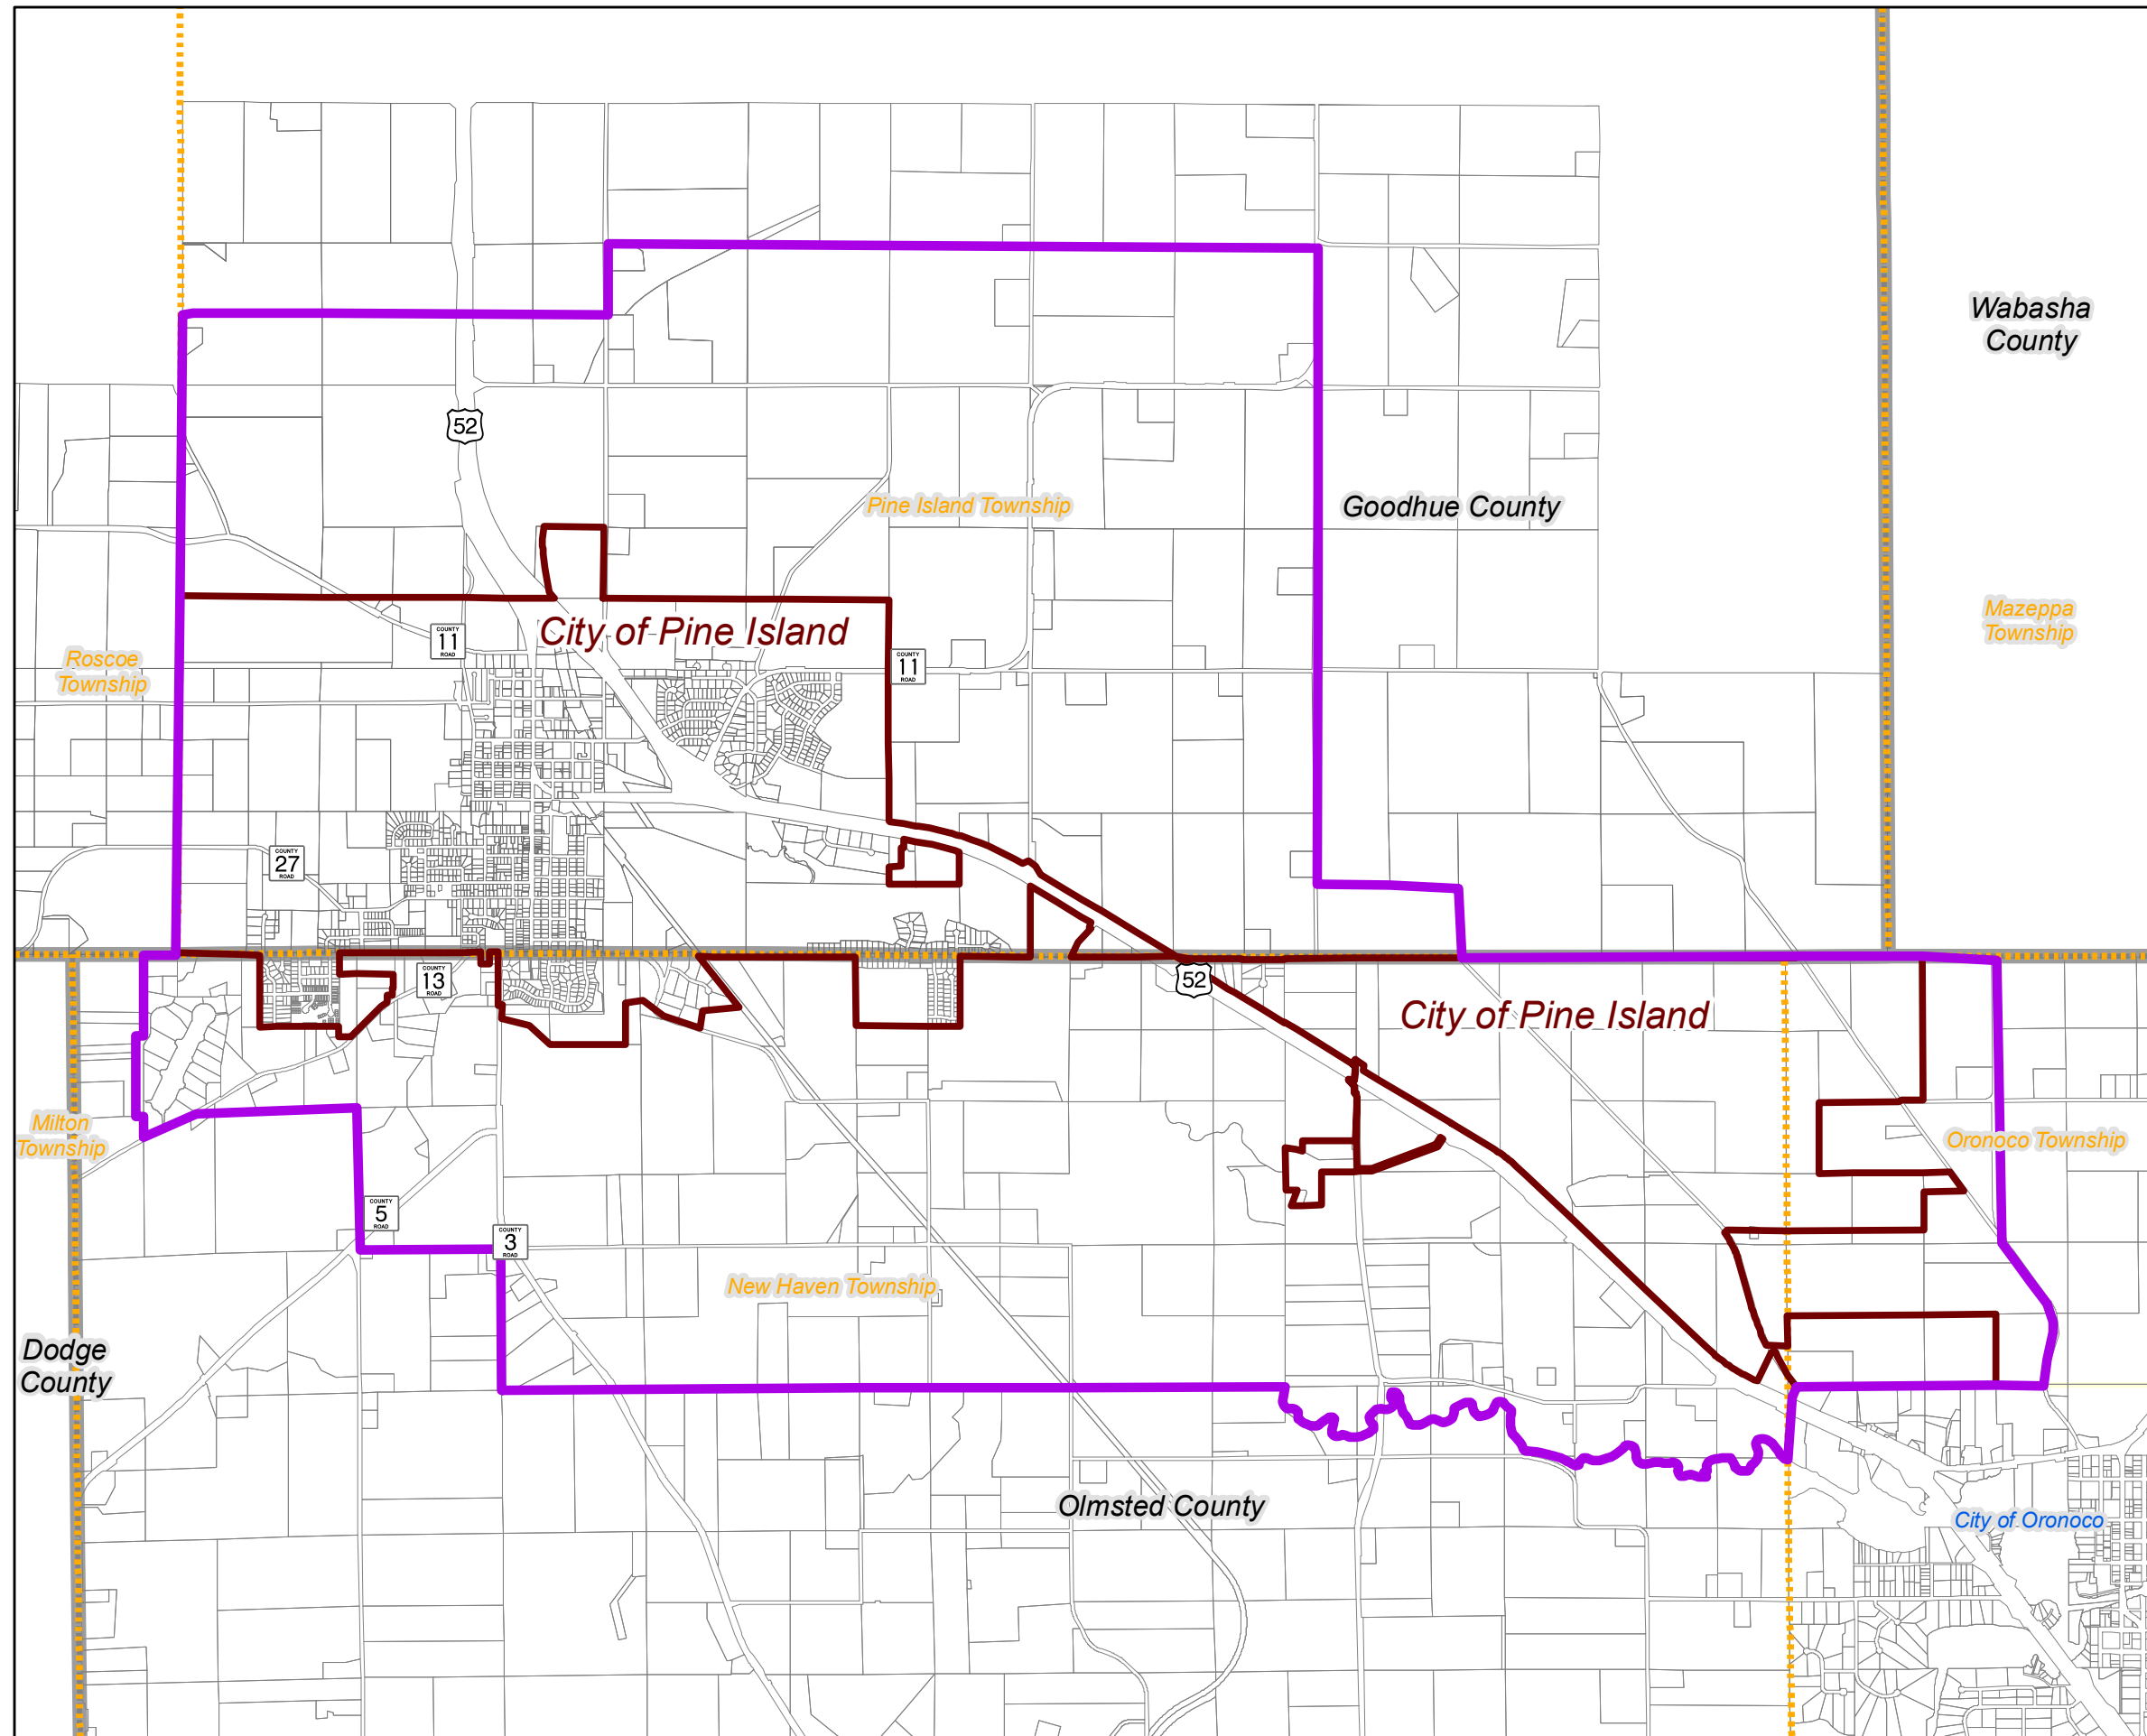 Wabasha
County
52
Pine Island Township
Goodhue County
Mazeppa
Township
City of Pine Island
COUNTY
11
ROAD
COUNTY
11
ROAD
Roscoe
Township
COUNTY
27
ROAD
COUNTY
13
ROAD
52
City of Pine Island
Milton
Township
Oronoco Township
COUNTY
5
ROAD
COUNTY
3
ROAD
New Haven Township
Dodge
County
Olmsted County
City of Oronoco